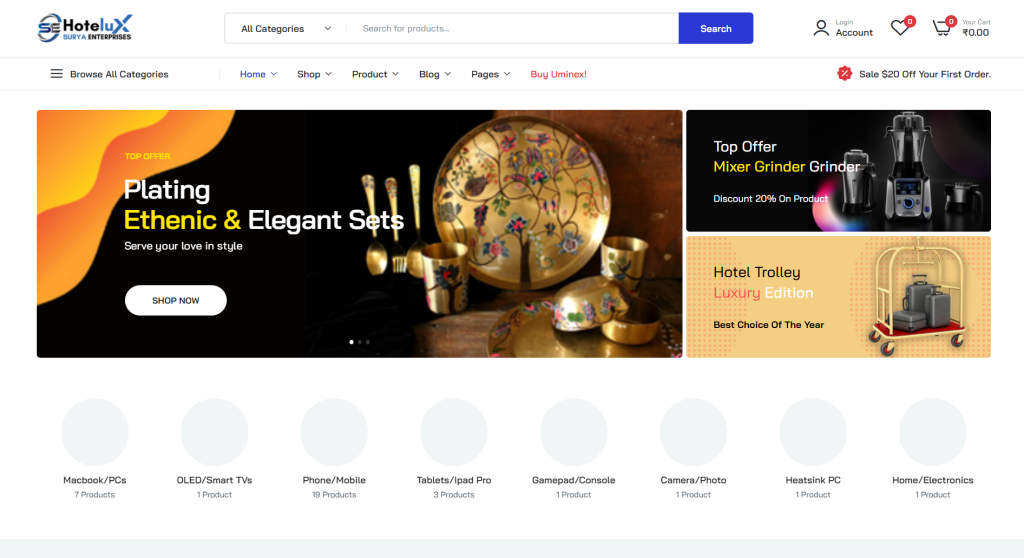 SE HoteluX
SURYA ENTERPRISES
All Categories
Search for products...
Search
Login
Account
0
0
Your Cart
₹0.00
Browse All Categories
Home
Shop
Product
Blog
Pages
Buy Uminex!
Sale $20 Off Your First Order.
TOP OFFER
Plating
Ethenic & Elegant Sets
Serve your love in style
SHOP NOW
Top Offer
Mixer Grinder Grinder
Discount 20% On Product
Hotel Trolley
Luxury Edition
Best Choice Of The Year
Macbook/PCs
7 Products
OLED/Smart TVs
1 Product
Phone/Mobile
19 Products
Tablets/Ipad Pro
3 Products
Gamepad/Console
1 Product
Camera/Photo
1 Product
Heatsink PC
1 Product
Home/Electronics
1 Product